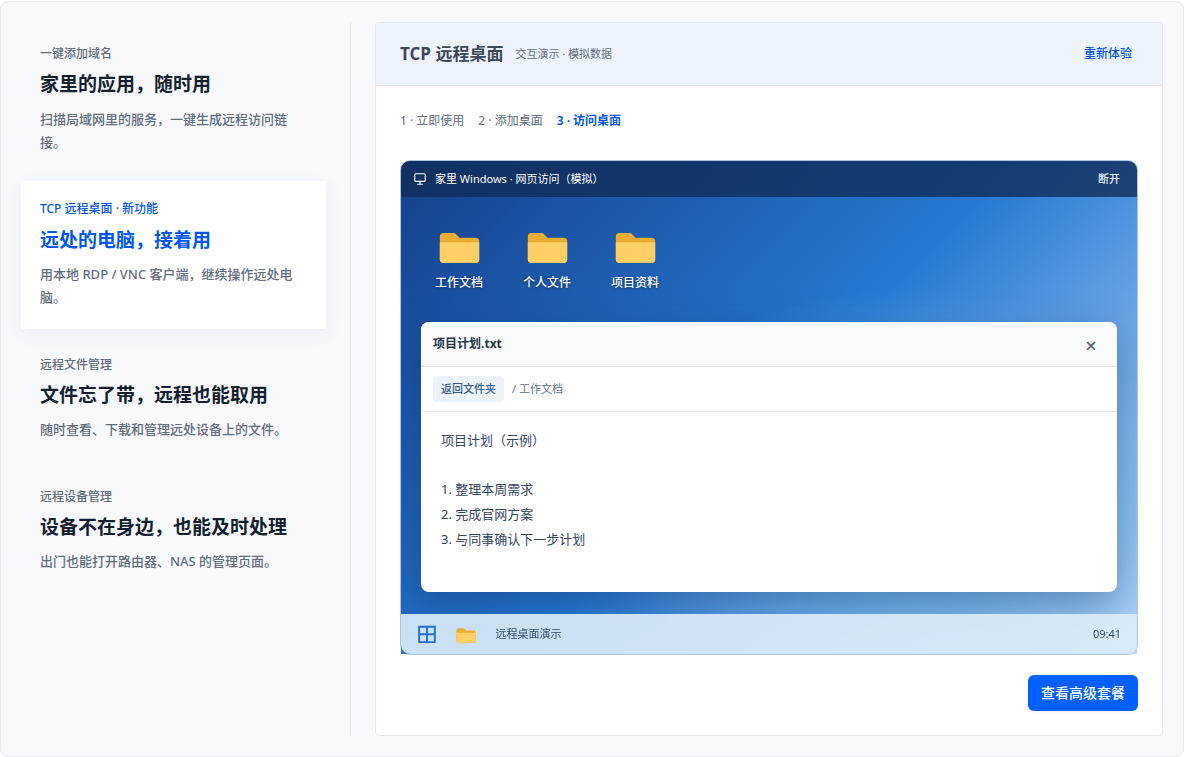 一键添加域名
家里的应用，随时用
扫描局域网里的服务，一键生成远程访问链
接。
TCP 远程桌面 · 新功能
远处的电脑，接着用
用本地 RDP / VNC 客户端，继续操作远处电
脑。
远程文件管理
文件忘了带，远程也能取用
随时查看、下载和管理远处设备上的文件。
远程设备管理
设备不在身边，也能及时处理
出门也能打开路由器、NAS 的管理页面。
TCP 远程桌面 交互演示 · 模拟数据 重新体验
1 · 立即使用 2 · 添加桌面 3 · 访问桌面
家里 Windows · 网页访问（模拟） 断开
工作文档 个人文件 项目资料
项目计划.txt ×
返回文件夹 / 工作文档
项目计划（示例）
1. 整理本周需求
2. 完成官网方案
3. 与同事确认下一步计划
远程桌面演示 09:41
查看高级套餐